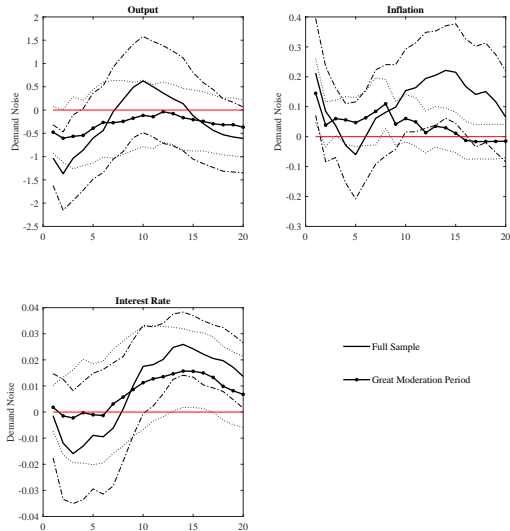 Output
Demand Noise
2
1.5
1
0.5
0
-0.5
-1
-1.5
-2
-2.5
0 5 10 15 20
Inflation
Demand Noise
0.4
0.3
0.2
0.1
0
-0.1
-0.2
-0.3
0 5 10 15 20
Interest Rate
Demand Noise
0.04
0.03
0.02
0.01
0
-0.01
-0.02
-0.03
-0.04
0 5 10 15 20
Full Sample
Great Moderation Period